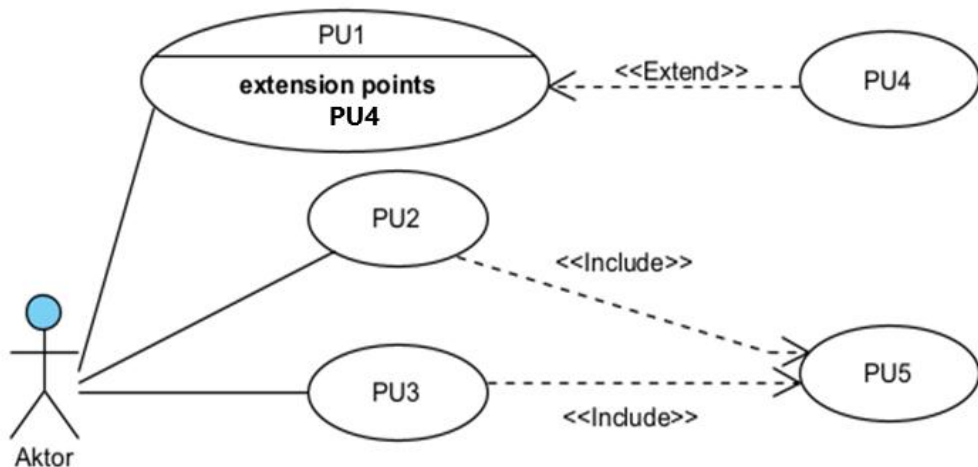 PU1
extension points
PU4
<<Extend>>
PU4
PU2
<<Include>>
PU3
<<Include>>
PU5
Aktor